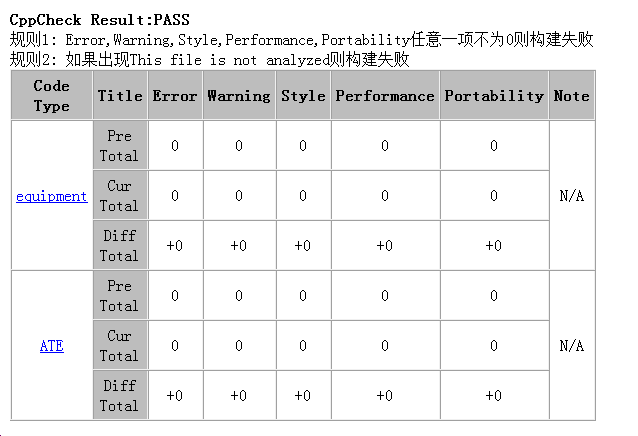 CppCheck Result:PASS
规则1: Error,Warning,Style,Performance,Portability任意一项不为0则构建失败
规则2: 如果出现This file is not analyzed则构建失败
Code Type Title Error Warning Style Performance Portability Note
equipment Pre Total 0 0 0 0 0 N/A
Cur Total 0 0 0 0 0
Diff Total +0 +0 +0 +0 +0
ATE Pre Total 0 0 0 0 0 N/A
Cur Total 0 0 0 0 0
Diff Total +0 +0 +0 +0 +0